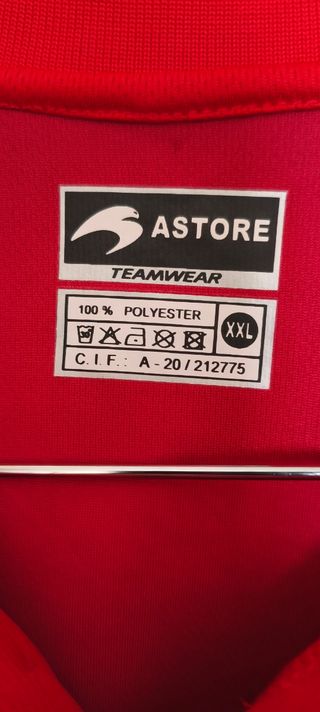 ASTORE
TEAMWEAR
100 % POLYESTER
XXL
C. I. F. : A - 20 / 212775